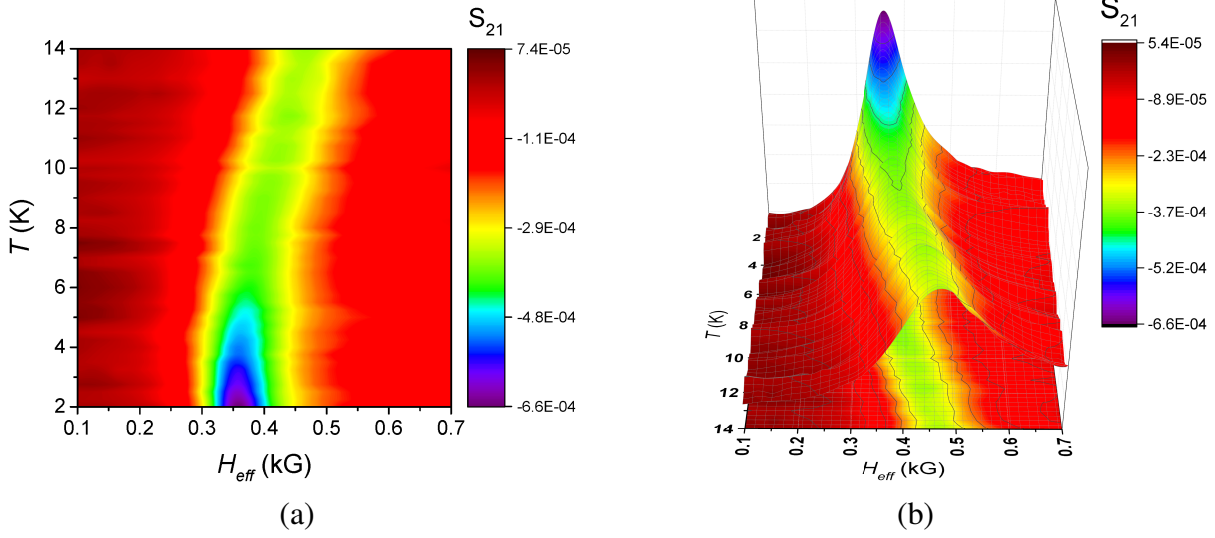 (a)
S21
14
12
10
8
6
4
2
T (K)
0.1 0.2 0.3 0.4 0.5 0.6 0.7
Heff (kG)
7.4E-05
-1.1E-04
-2.9E-04
-4.8E-04
-6.6E-04
(a)
(b)
S21
5.4E-05
-8.9E-05
-2.3E-04
-3.7E-04
-5.2E-04
-6.6E-04
2
4
6
8
10
12
14
T (K)
0.1 0.2 0.3 0.4 0.5 0.6 0.7
Heff (kG)
(b)